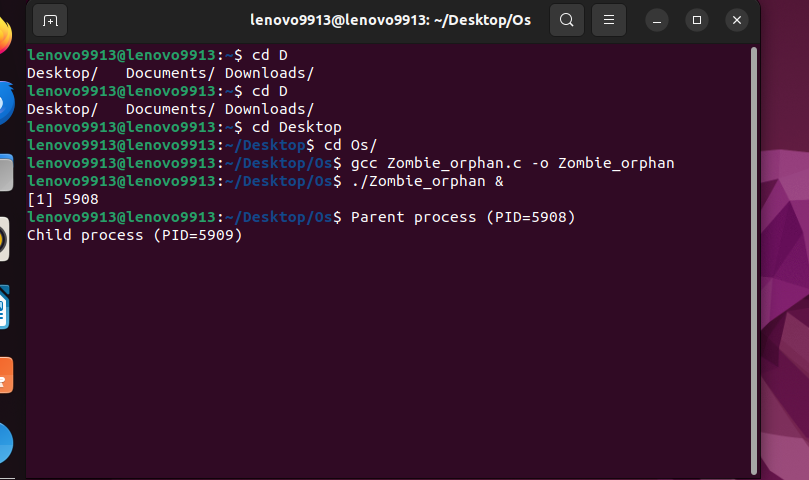 lenovo9913@lenovo9913: ~/Desktop/Os
lenovo9913@lenovo9913:~$ cd D
Desktop/   Documents/ Downloads/
lenovo9913@lenovo9913:~$ cd D
Desktop/   Documents/ Downloads/
lenovo9913@lenovo9913:~$ cd Desktop
lenovo9913@lenovo9913:~/Desktop$ cd Os/
lenovo9913@lenovo9913:~/Desktop/Os$ gcc Zombie_orphan.c -o Zombie_orphan
lenovo9913@lenovo9913:~/Desktop/Os$ ./Zombie_orphan &
[1] 5908
lenovo9913@lenovo9913:~/Desktop/Os$ Parent process (PID=5908)
Child process (PID=5909)